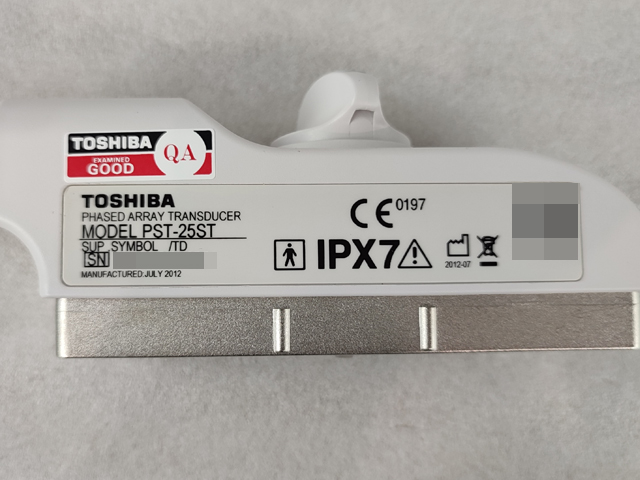 TOSHIBA
EXAMINED
GOOD
QA
TOSHIBA
PHASED ARRAY TRANSDUCER
MODEL PST-25ST
SUP. SYMBOL /TD
SN
MANUFACTURED:JULY 2012
CE 0197
IPX7
2012-07